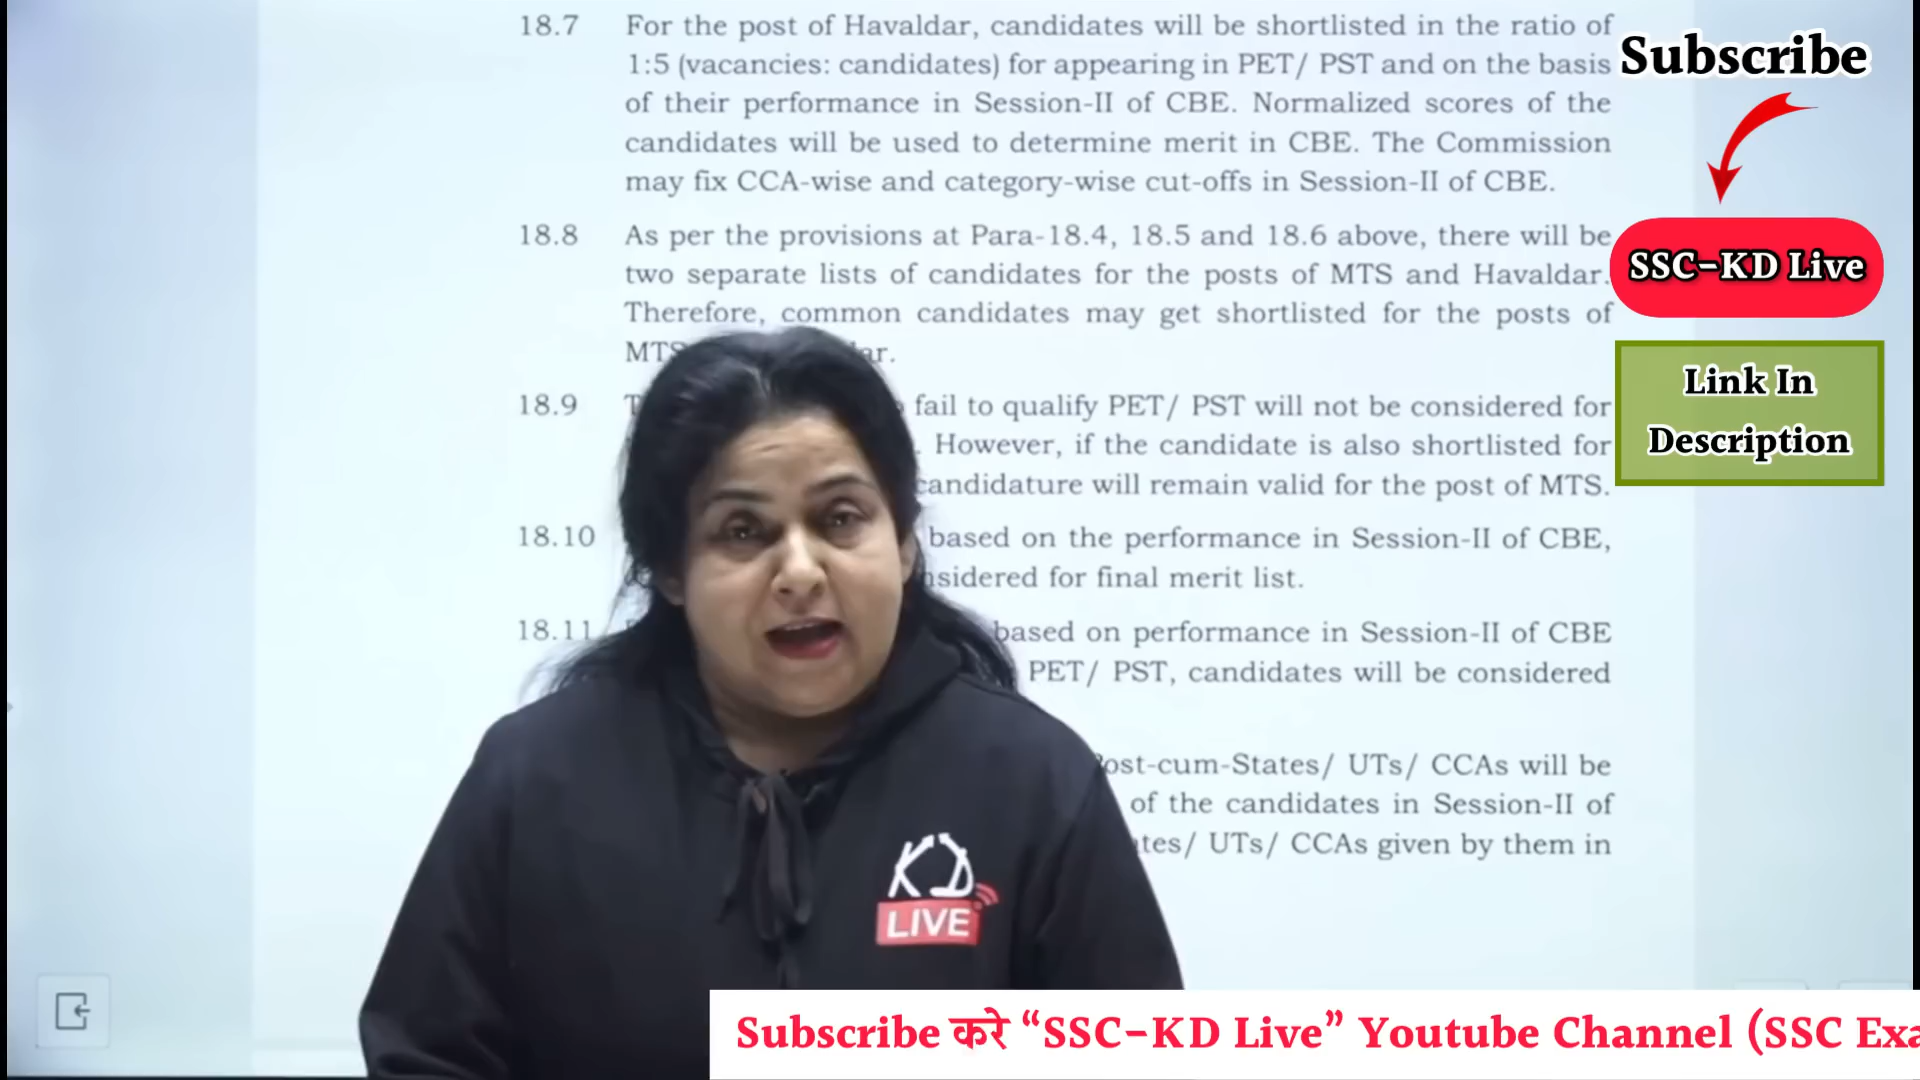 18.7 For the post of Havaldar, candidates will be shortlisted in the ratio of
1:5 (vacancies: candidates) for appearing in PET/ PST and on the basis
of their performance in Session-II of CBE. Normalized scores of the
candidates will be used to determine merit in CBE. The Commission
may fix CCA-wise and category-wise cut-offs in Session-II of CBE.
18.8 As per the provisions at Para-18.4, 18.5 and 18.6 above, there will be
two separate lists of candidates for the posts of MTS and Havaldar.
Therefore, common candidates may get shortlisted for the posts of
MTS
18.9 fail to qualify PET/ PST will not be considered for
However, if the candidate is also shortlisted for
candidature will remain valid for the post of MTS.
18.10 based on the performance in Session-II of CBE,
for final merit list.
18.11 based on performance in Session-II of CBE
PET/ PST, candidates will be considered
Post-cum-States/ UTs/ CCAs will be
of the candidates in Session-II of
UTs/ CCAs given by them in
Subscribe
SSC-KD Live
Link In
Description
KD
LIVE
Subscribe करे “SSC-KD Live” Youtube Channel (SSC